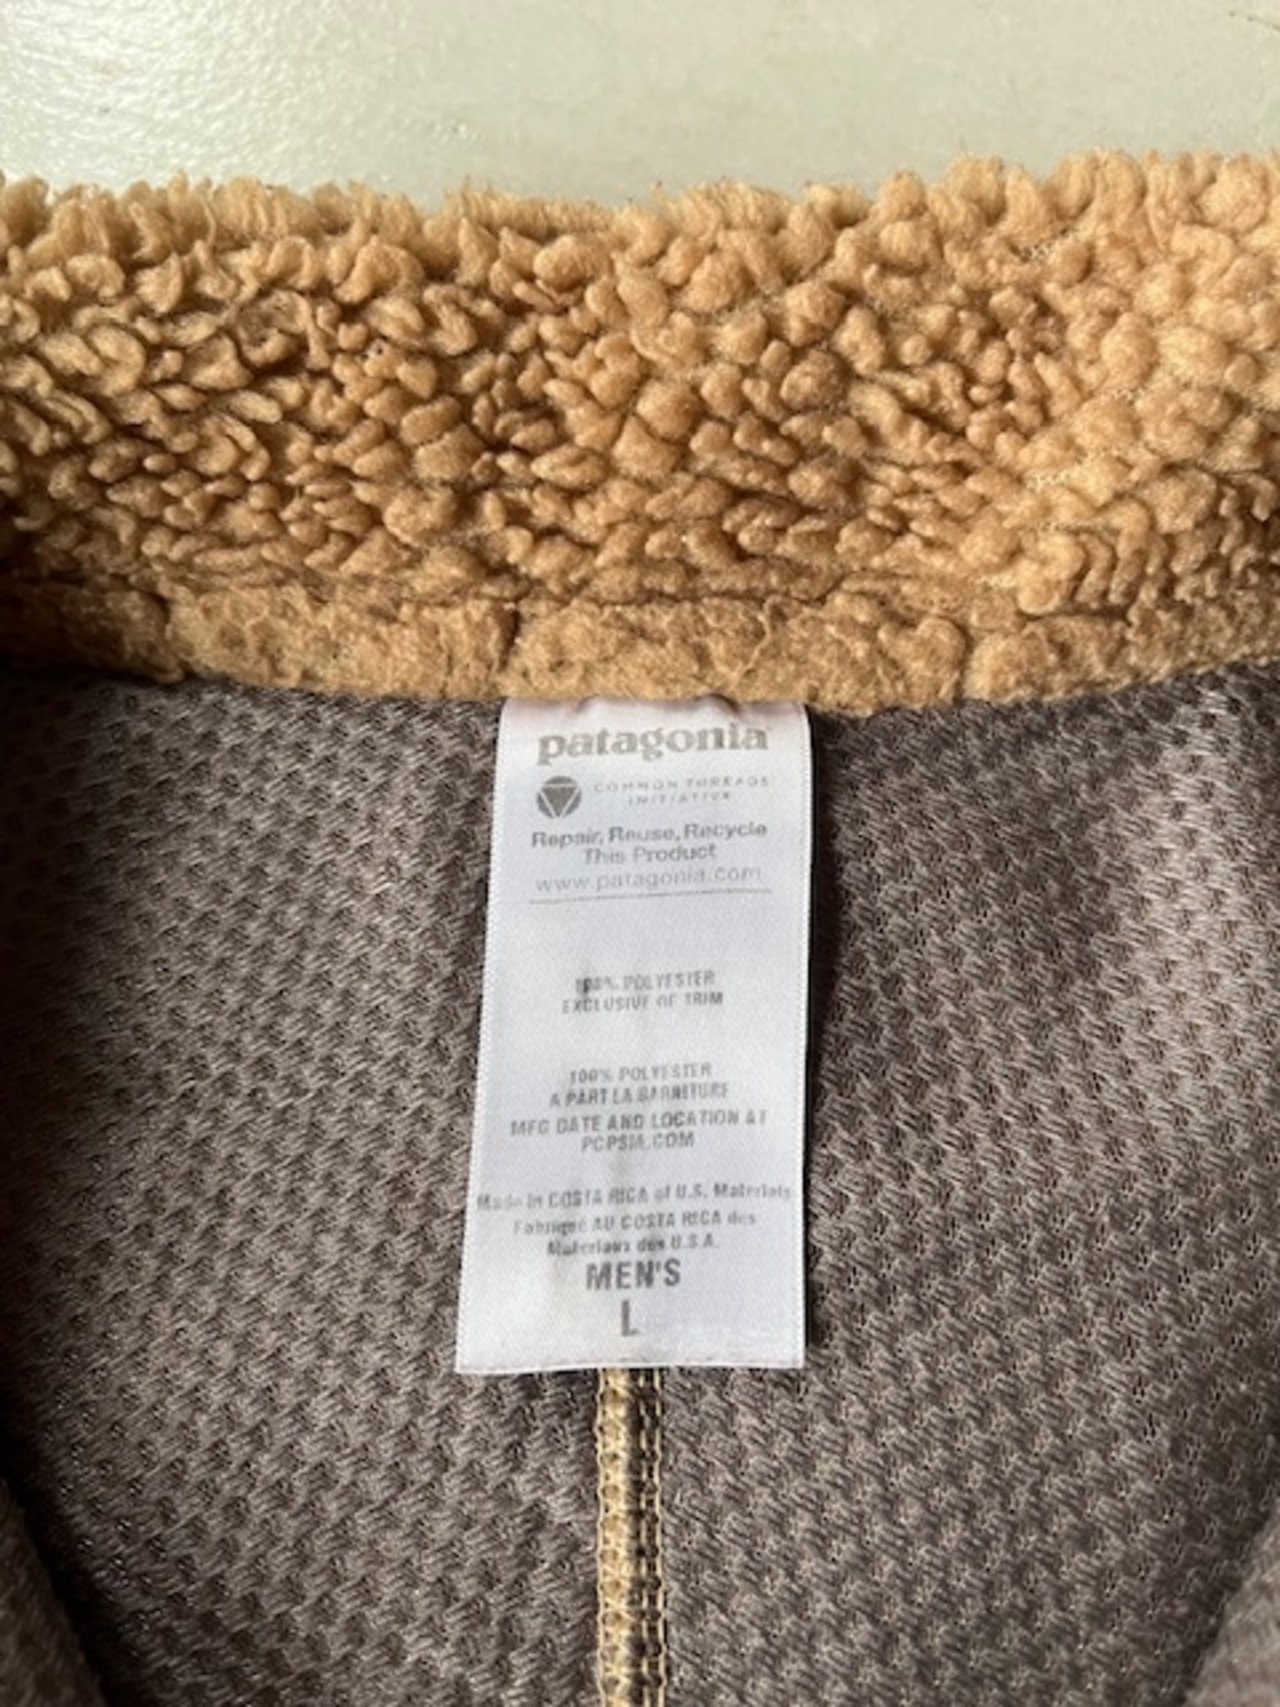 patagonia
COMMON THREADS
INITIATIVE
Repair, Reuse, Recycle
This Product
www.patagonia.com
100% POLYESTER
EXCLUSIVE OF TRIM
100% POLYESTER
A PART LA GARNITURE
MFG DATE AND LOCATION AT
PCPSM.COM
Made in COSTA RICA of U.S. Materials
Fabriqué AU COSTA RICA des
Materiaux des U.S.A.
MEN'S
L